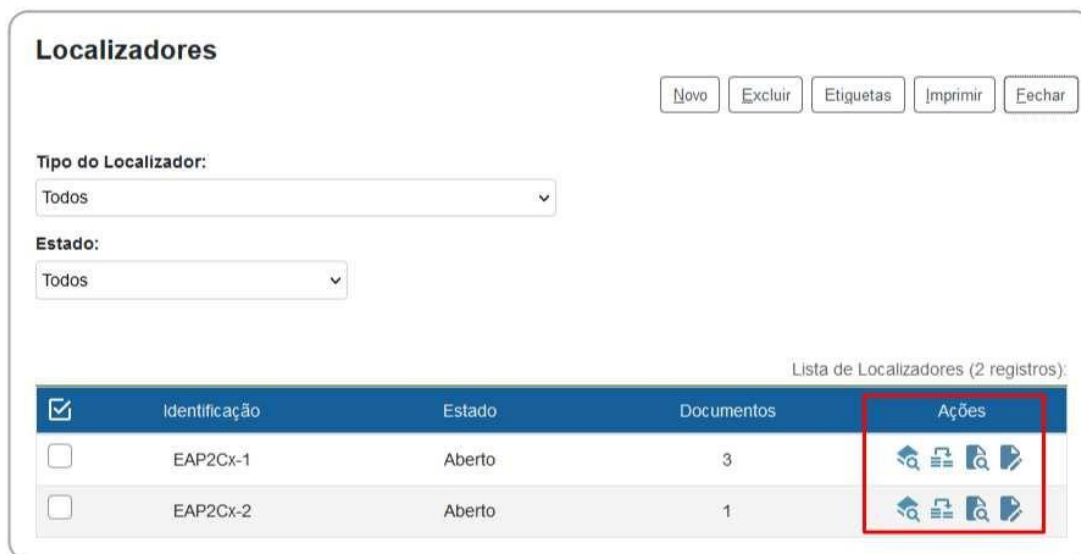 Localizadores
Novo Excluir Etiquetas Imprimir Fechar
Tipo do Localizador:
Todos
Estado:
Todos
Lista de Localizadores (2 registros):
Identificação Estado Documentos Ações
EAP2Cx-1 Aberto 3
EAP2Cx-2 Aberto 1